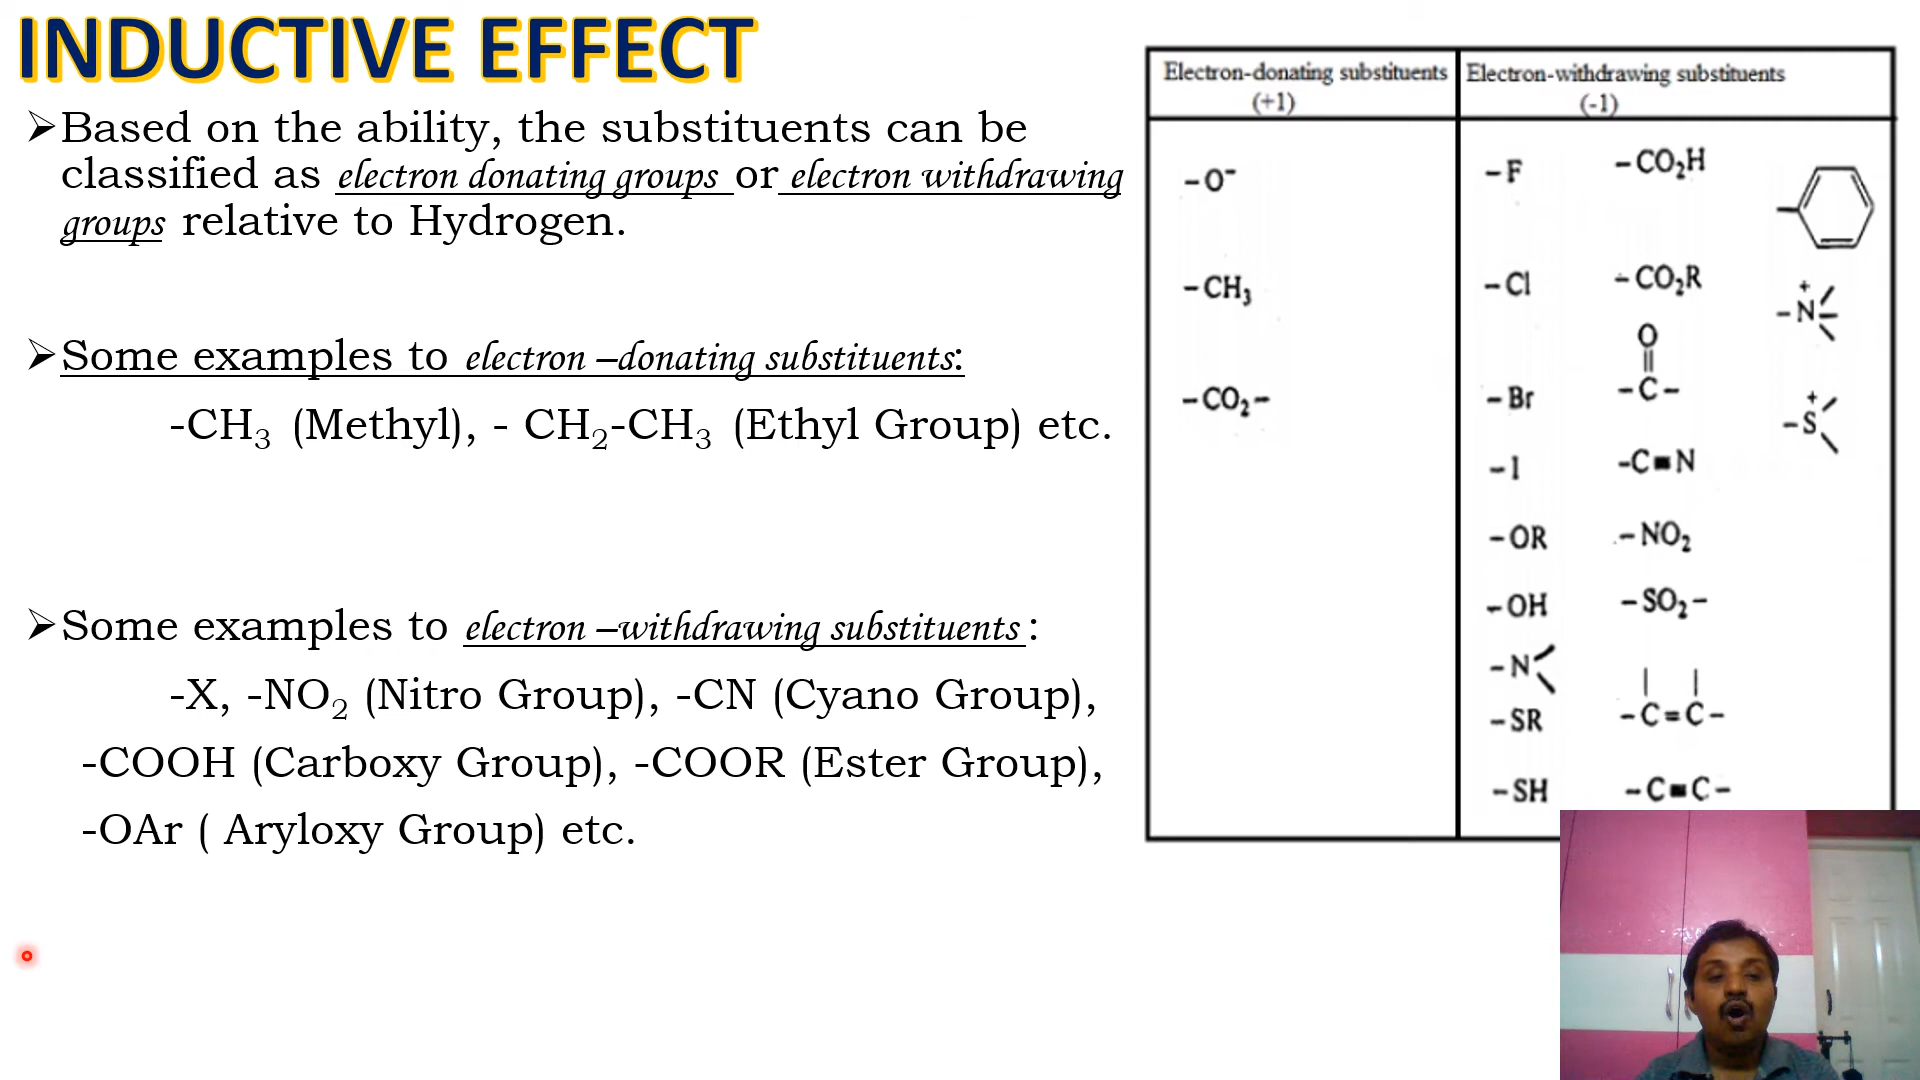 INDUCTIVE EFFECT
➢Based on the ability, the substituents can be
classified as electron donating groups or electron withdrawing
groups relative to Hydrogen.
➢Some examples to electron –donating substituents:
-CH₃ (Methyl), - CH₂-CH₃ (Ethyl Group) etc.
➢Some examples to electron –withdrawing substituents :
-X, -NO₂ (Nitro Group), -CN (Cyano Group),
-COOH (Carboxy Group), -COOR (Ester Group),
-OAr ( Aryloxy Group) etc.
Electron-donating substituents
(+1)
-O⁻
-CH₃
-CO₂-
Electron-withdrawing substituents
(-1)
-F
-Cl
-Br
-I
-OR
-OH
-N
-SR
-SH
-CO₂H
-CO₂R
O
-C-
-C≡N
-NO₂
-SO₂-
-C=C-
-C≡C-
+
-N
+
-S